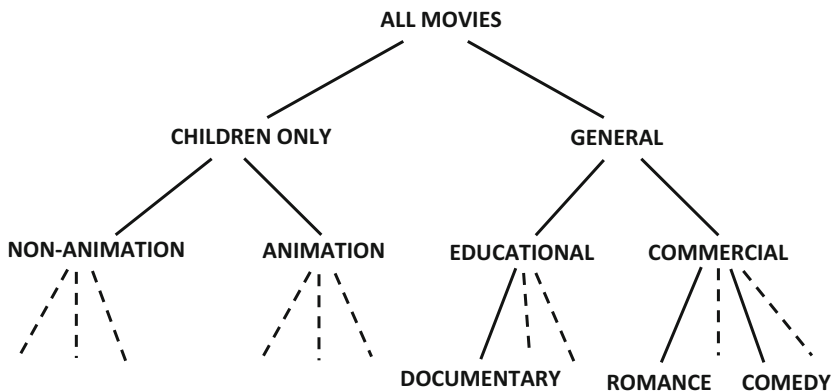 ALL MOVIES
CHILDREN ONLY
GENERAL
NON-ANIMATION
ANIMATION
EDUCATIONAL
COMMERCIAL
DOCUMENTARY
ROMANCE
COMEDY